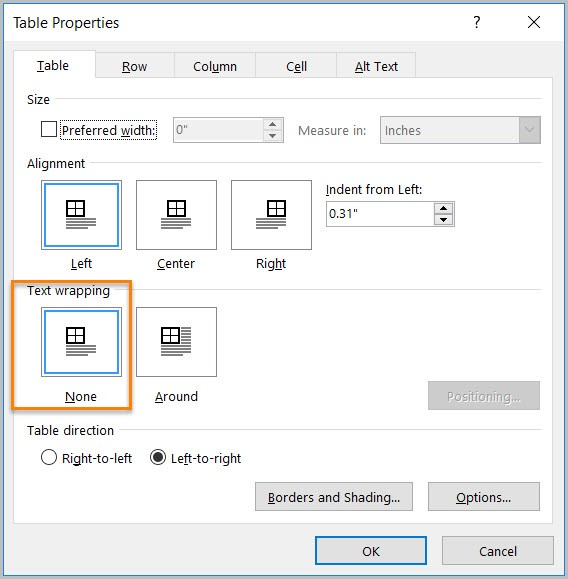 Table Properties ?
Table Row Column Cell Alt Text
Size
Preferred width: 0" Measure in: Inches
Alignment
Indent from Left:
0.31"
Left Center Right
Text wrapping
None Around
Positioning...
Table direction
Right-to-left Left-to-right
Borders and Shading... Options...
OK Cancel